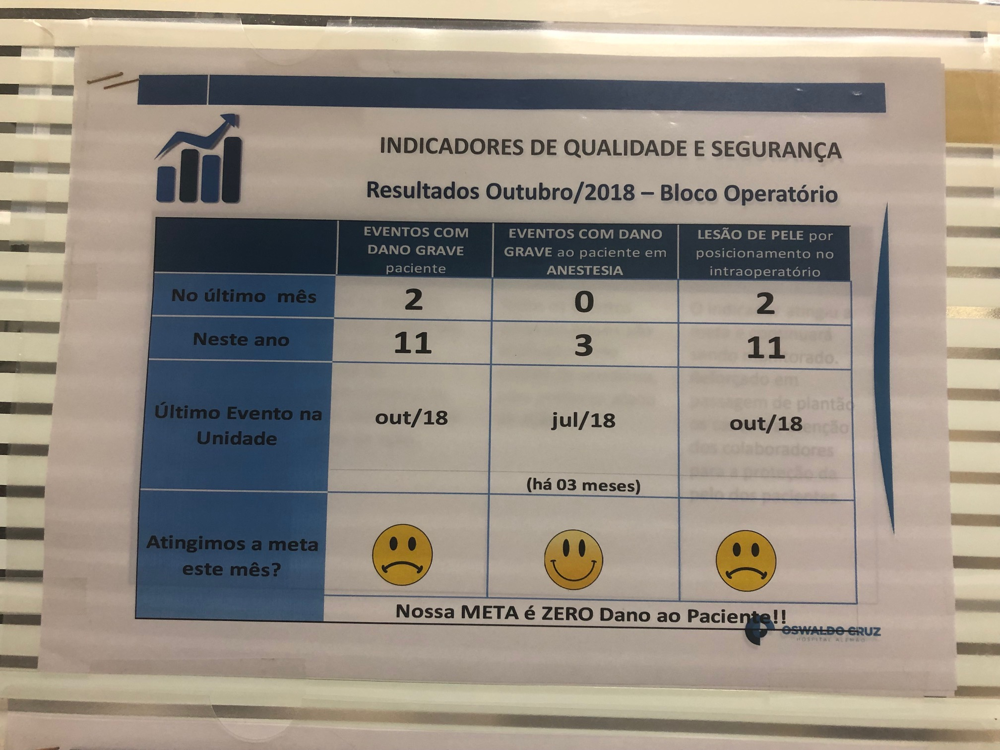 INDICADORES DE QUALIDADE E SEGURANÇA
Resultados Outubro/2018 – Bloco Operatório
EVENTOS COM
DANO GRAVE
paciente
EVENTOS COM DANO
GRAVE ao paciente em
ANESTESIA
LESÃO DE PELE por
posicionamento no
intraoperatório
No último mês
2
0
2
Neste ano
11
3
11
Último Evento na
Unidade
out/18
jul/18
(há 03 meses)
out/18
Atingimos a meta
este mês?
Nossa META é ZERO Dano ao Paciente!!
OSWALDO CRUZ
HOSPITAL ALEMÃO